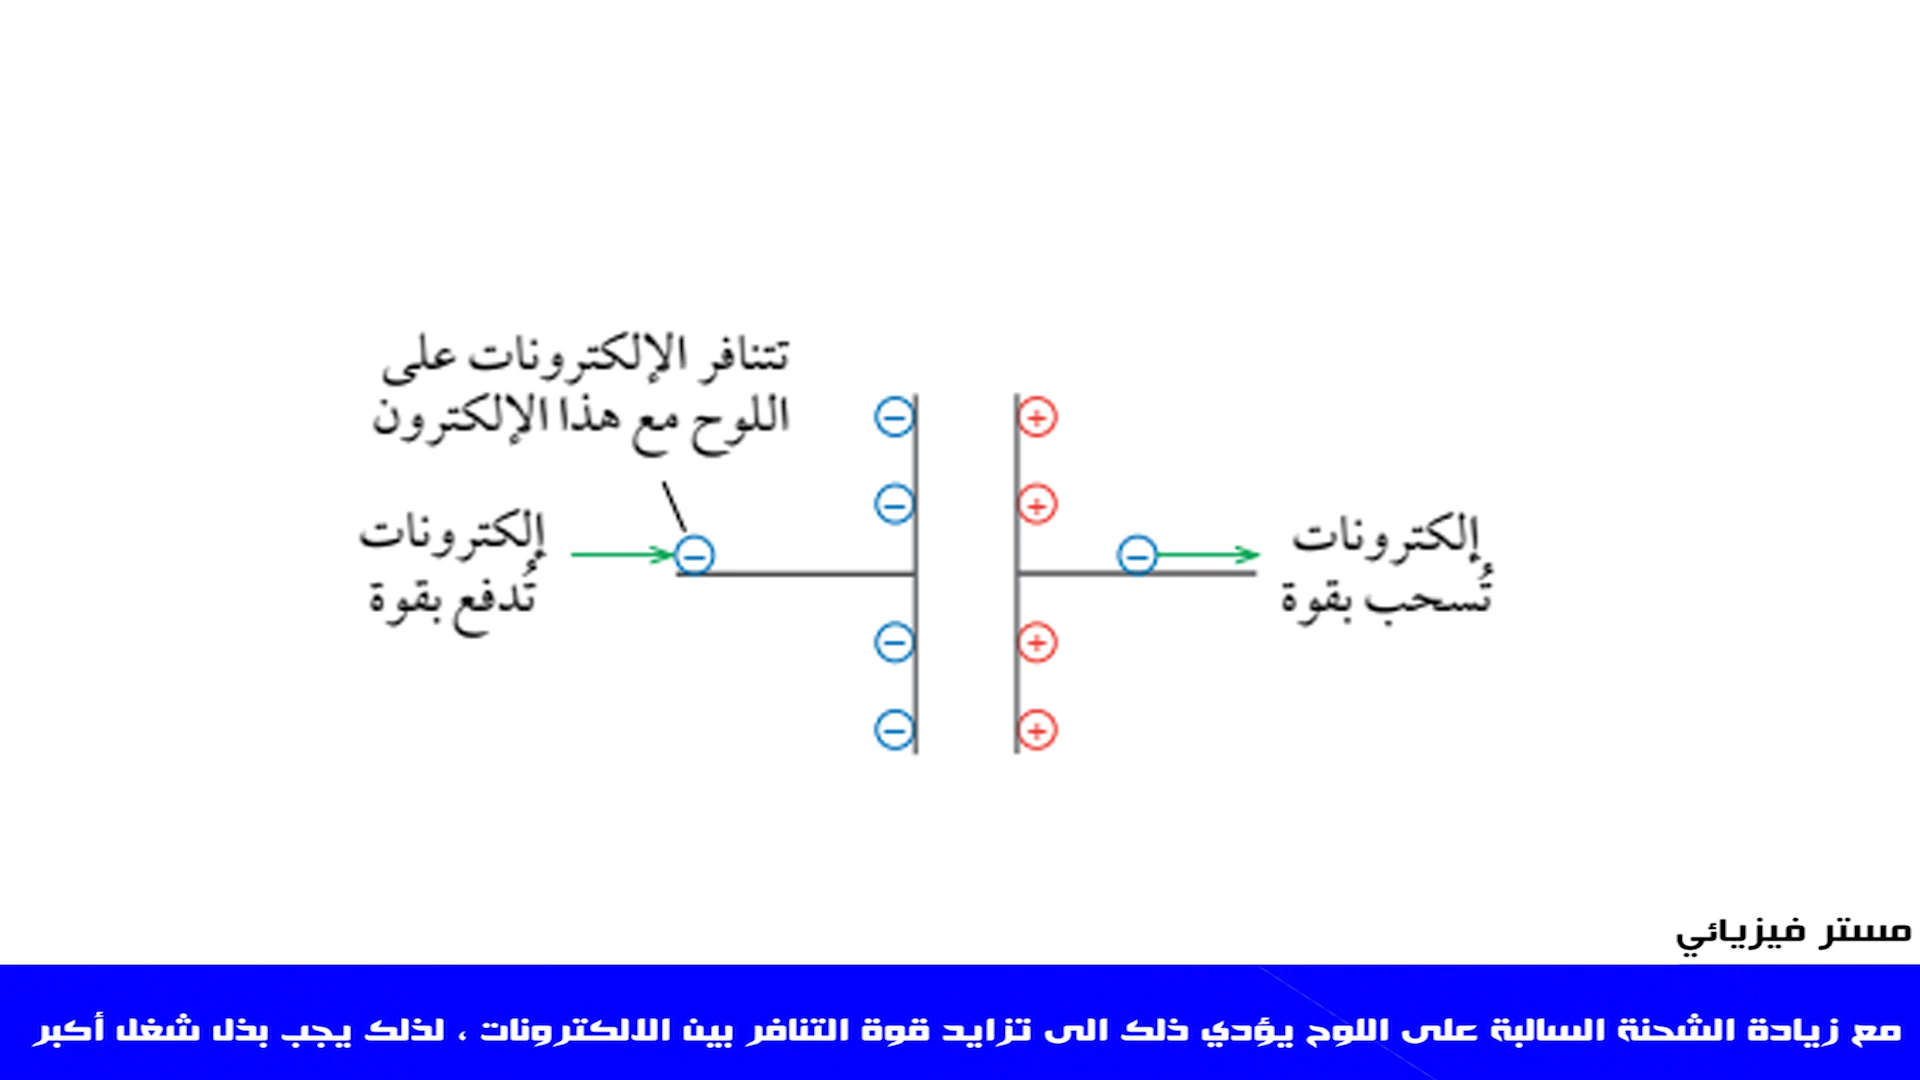 تتنافر الإلكترونات على
اللوح مع هذا الإلكترون
إلكترونات
تُدفع بقوة
إلكترونات
تُسحب بقوة
مستر فيزيائي
مع زيادة الشحنة السالبة على اللوح يؤدي ذلك الى تزايد قوة التنافر بين الالكترونات ، لذلك يجب بذل شغل أكبر